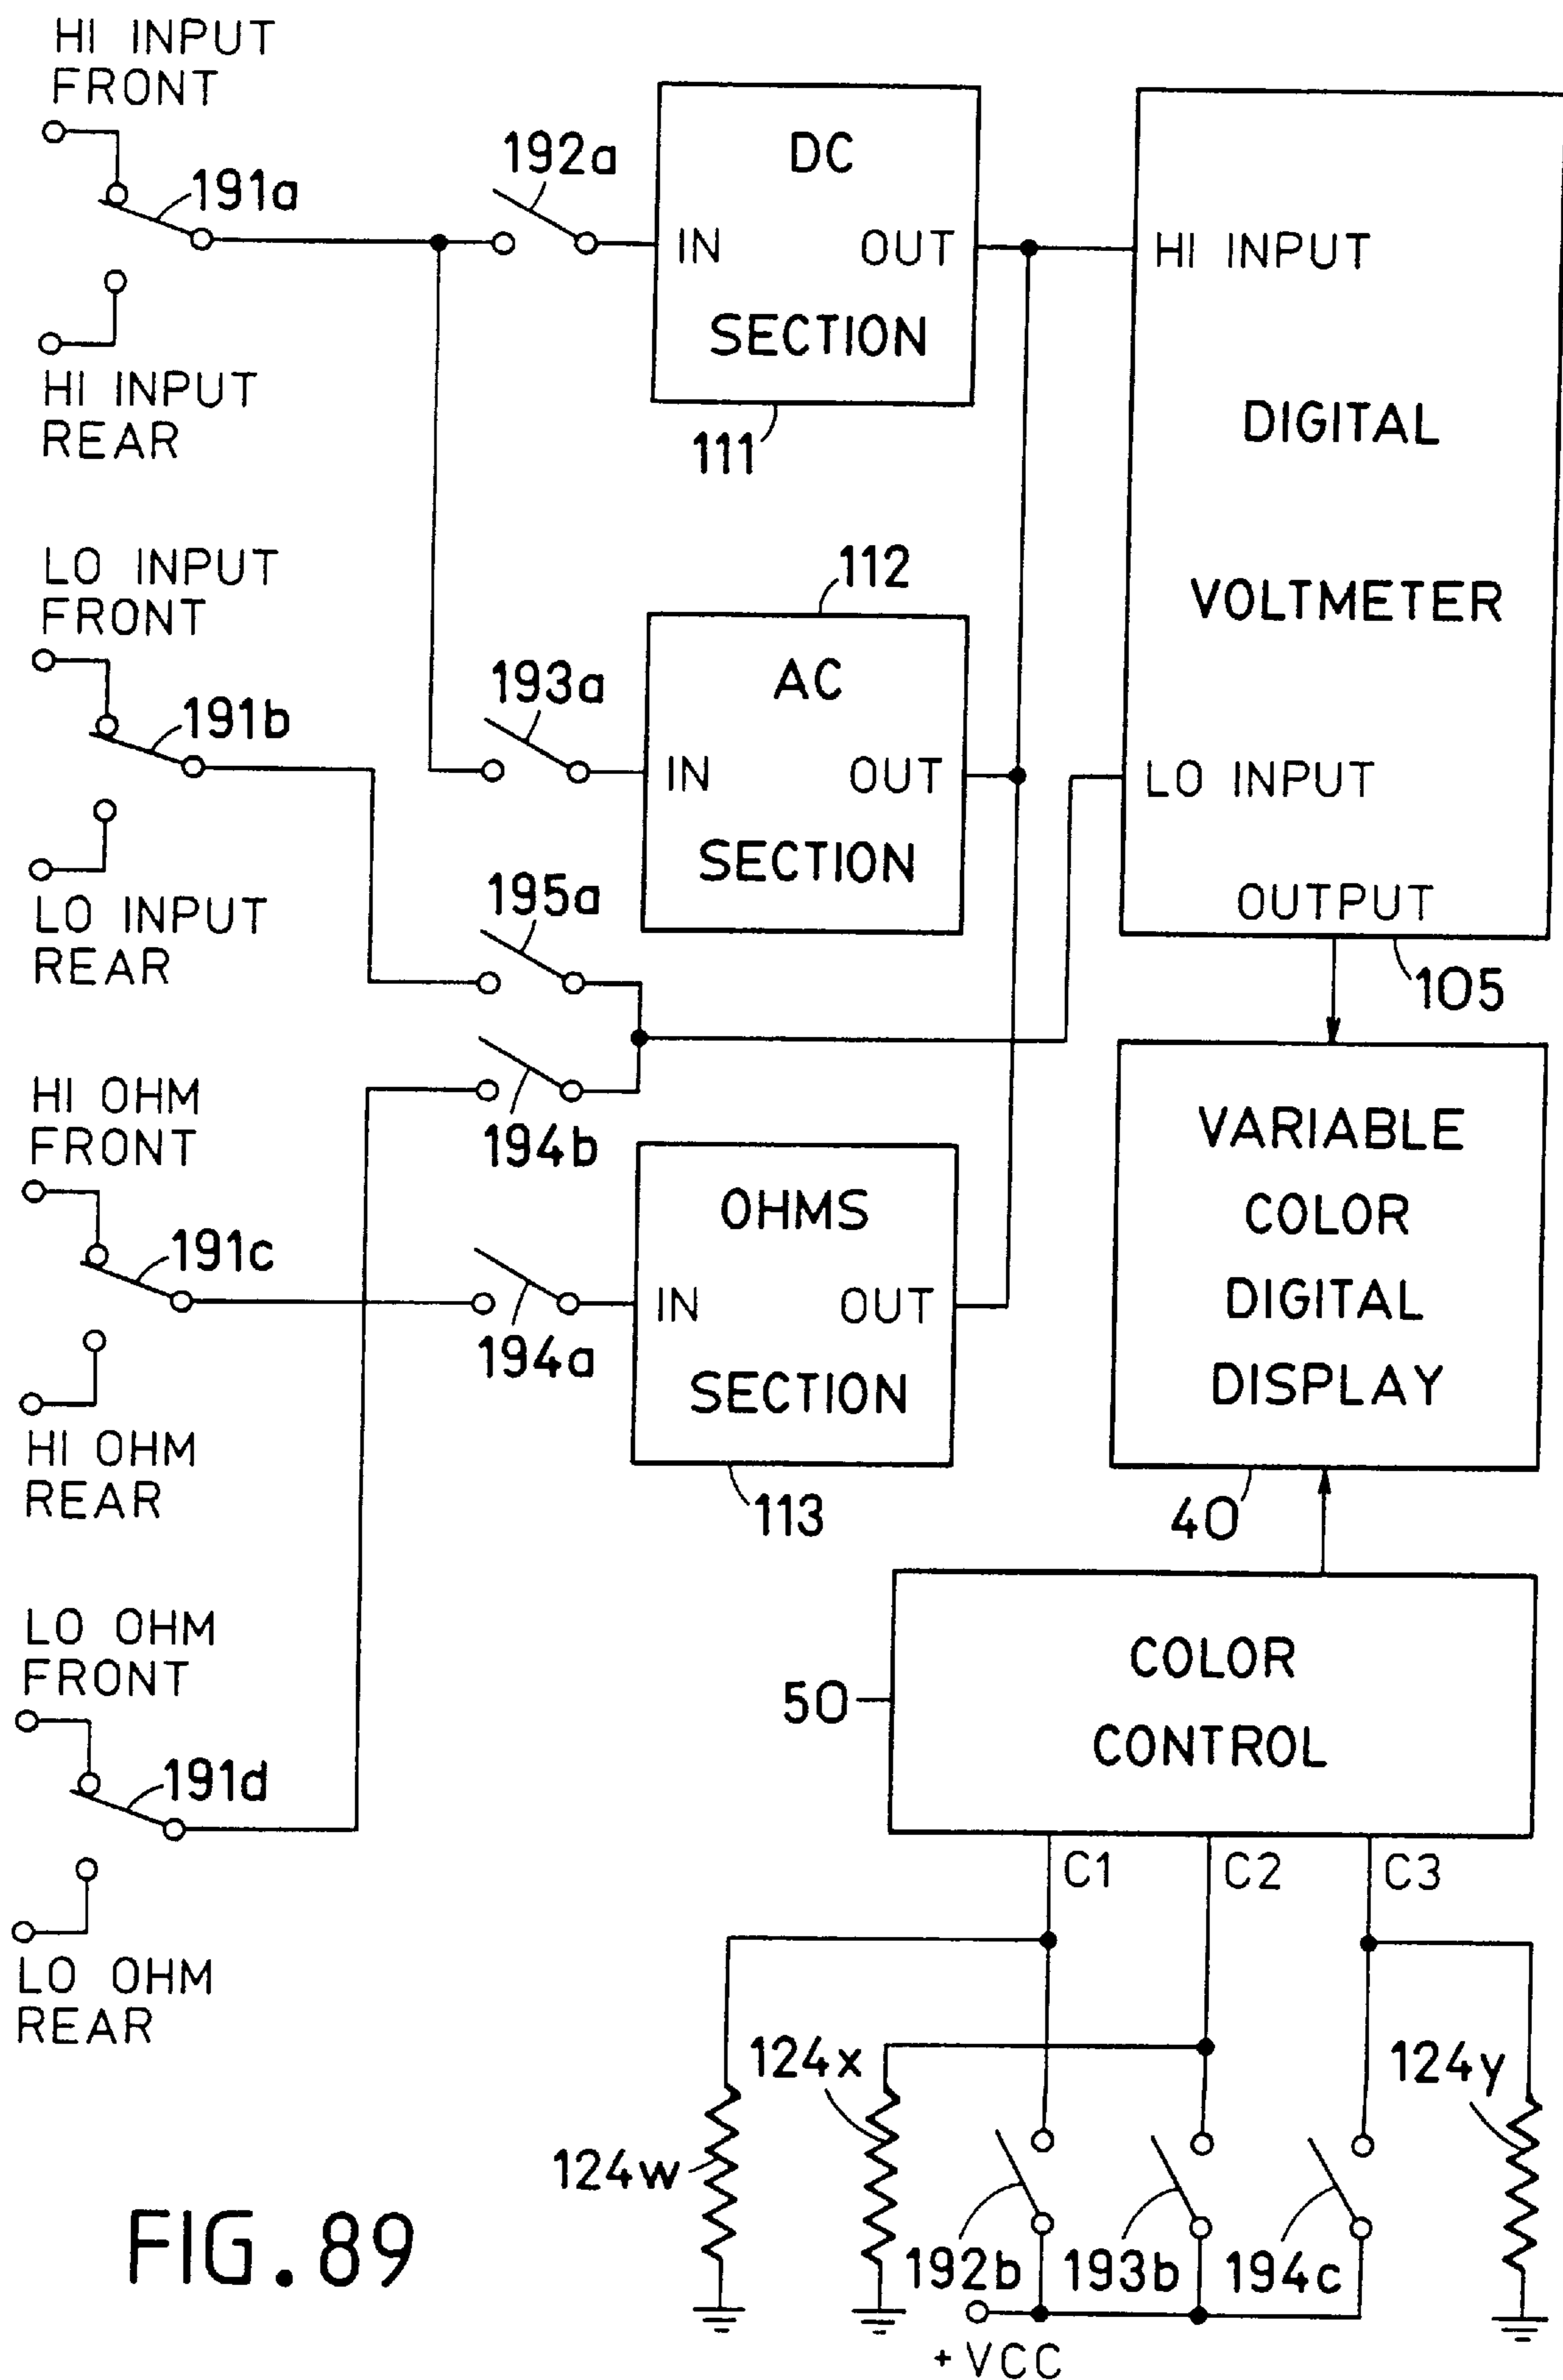 HI INPUT
FRONT
191a
HI INPUT
REAR
192a
DC
IN OUT
SECTION
111
HI INPUT
DIGITAL
VOLTMETER
LO INPUT
OUTPUT
105
LO INPUT
FRONT
191b
LO INPUT
REAR
193a
112
AC
IN OUT
SECTION
195a
194b
HI OHM
FRONT
191c
HI OHM
REAR
194a
OHMS
IN OUT
SECTION
113
VARIABLE
COLOR
DIGITAL
DISPLAY
40
LO OHM
FRONT
191d
LO OHM
REAR
50
COLOR
CONTROL
C1 C2 C3
124w
124x
124y
192b
193b
194c
+VCC
FIG. 89